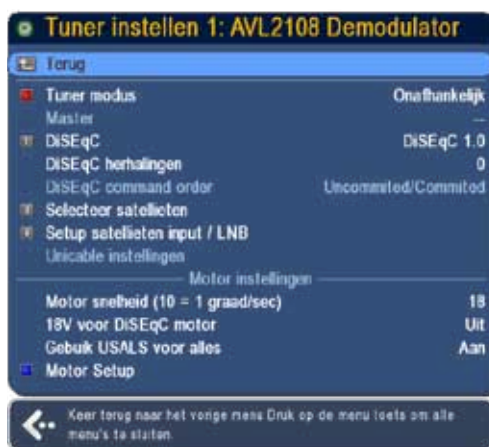 Tuner instellen 1: AVL2108 Demodulator
Terug
Tuner modus Onafhankelijk
Master --
DiSEqC DiSEqC 1.0
DiSEqC herhalingen 0
DiSEqC command order Uncommited/Commited
Selecteer satellieten
Setup satellieten input / LNB
Unicable instellingen
Motor instellingen
Motor snelheid (10 = 1 graad/sec) 18
18V voor DiSEqC motor Uit
Gebuik USALS voor alles Aan
Motor Setup
Keer terug naar het vorige menu Druk op de menu toets om alle
menu's te sluiten